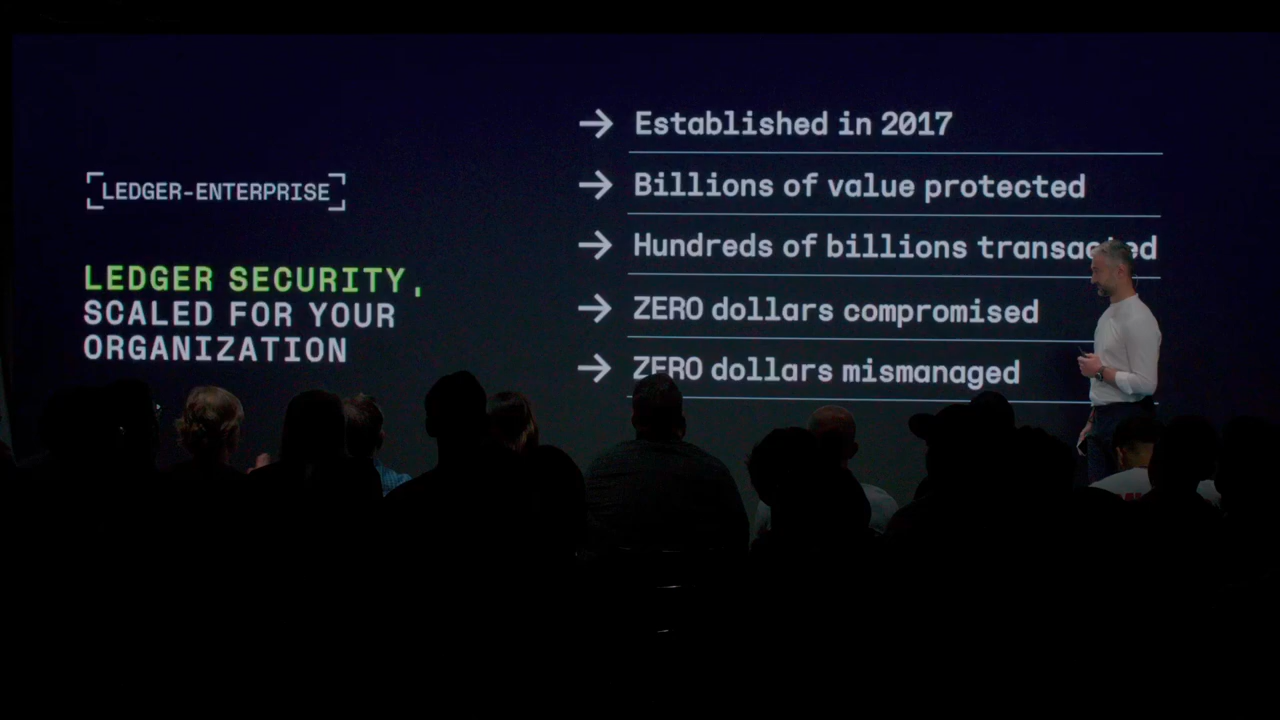 LEDGER-ENTERPRISE
LEDGER SECURITY,
SCALED FOR YOUR
ORGANIZATION
→ Established in 2017
→ Billions of value protected
→ Hundreds of billions transacted
→ ZERO dollars compromised
→ ZERO dollars mismanaged